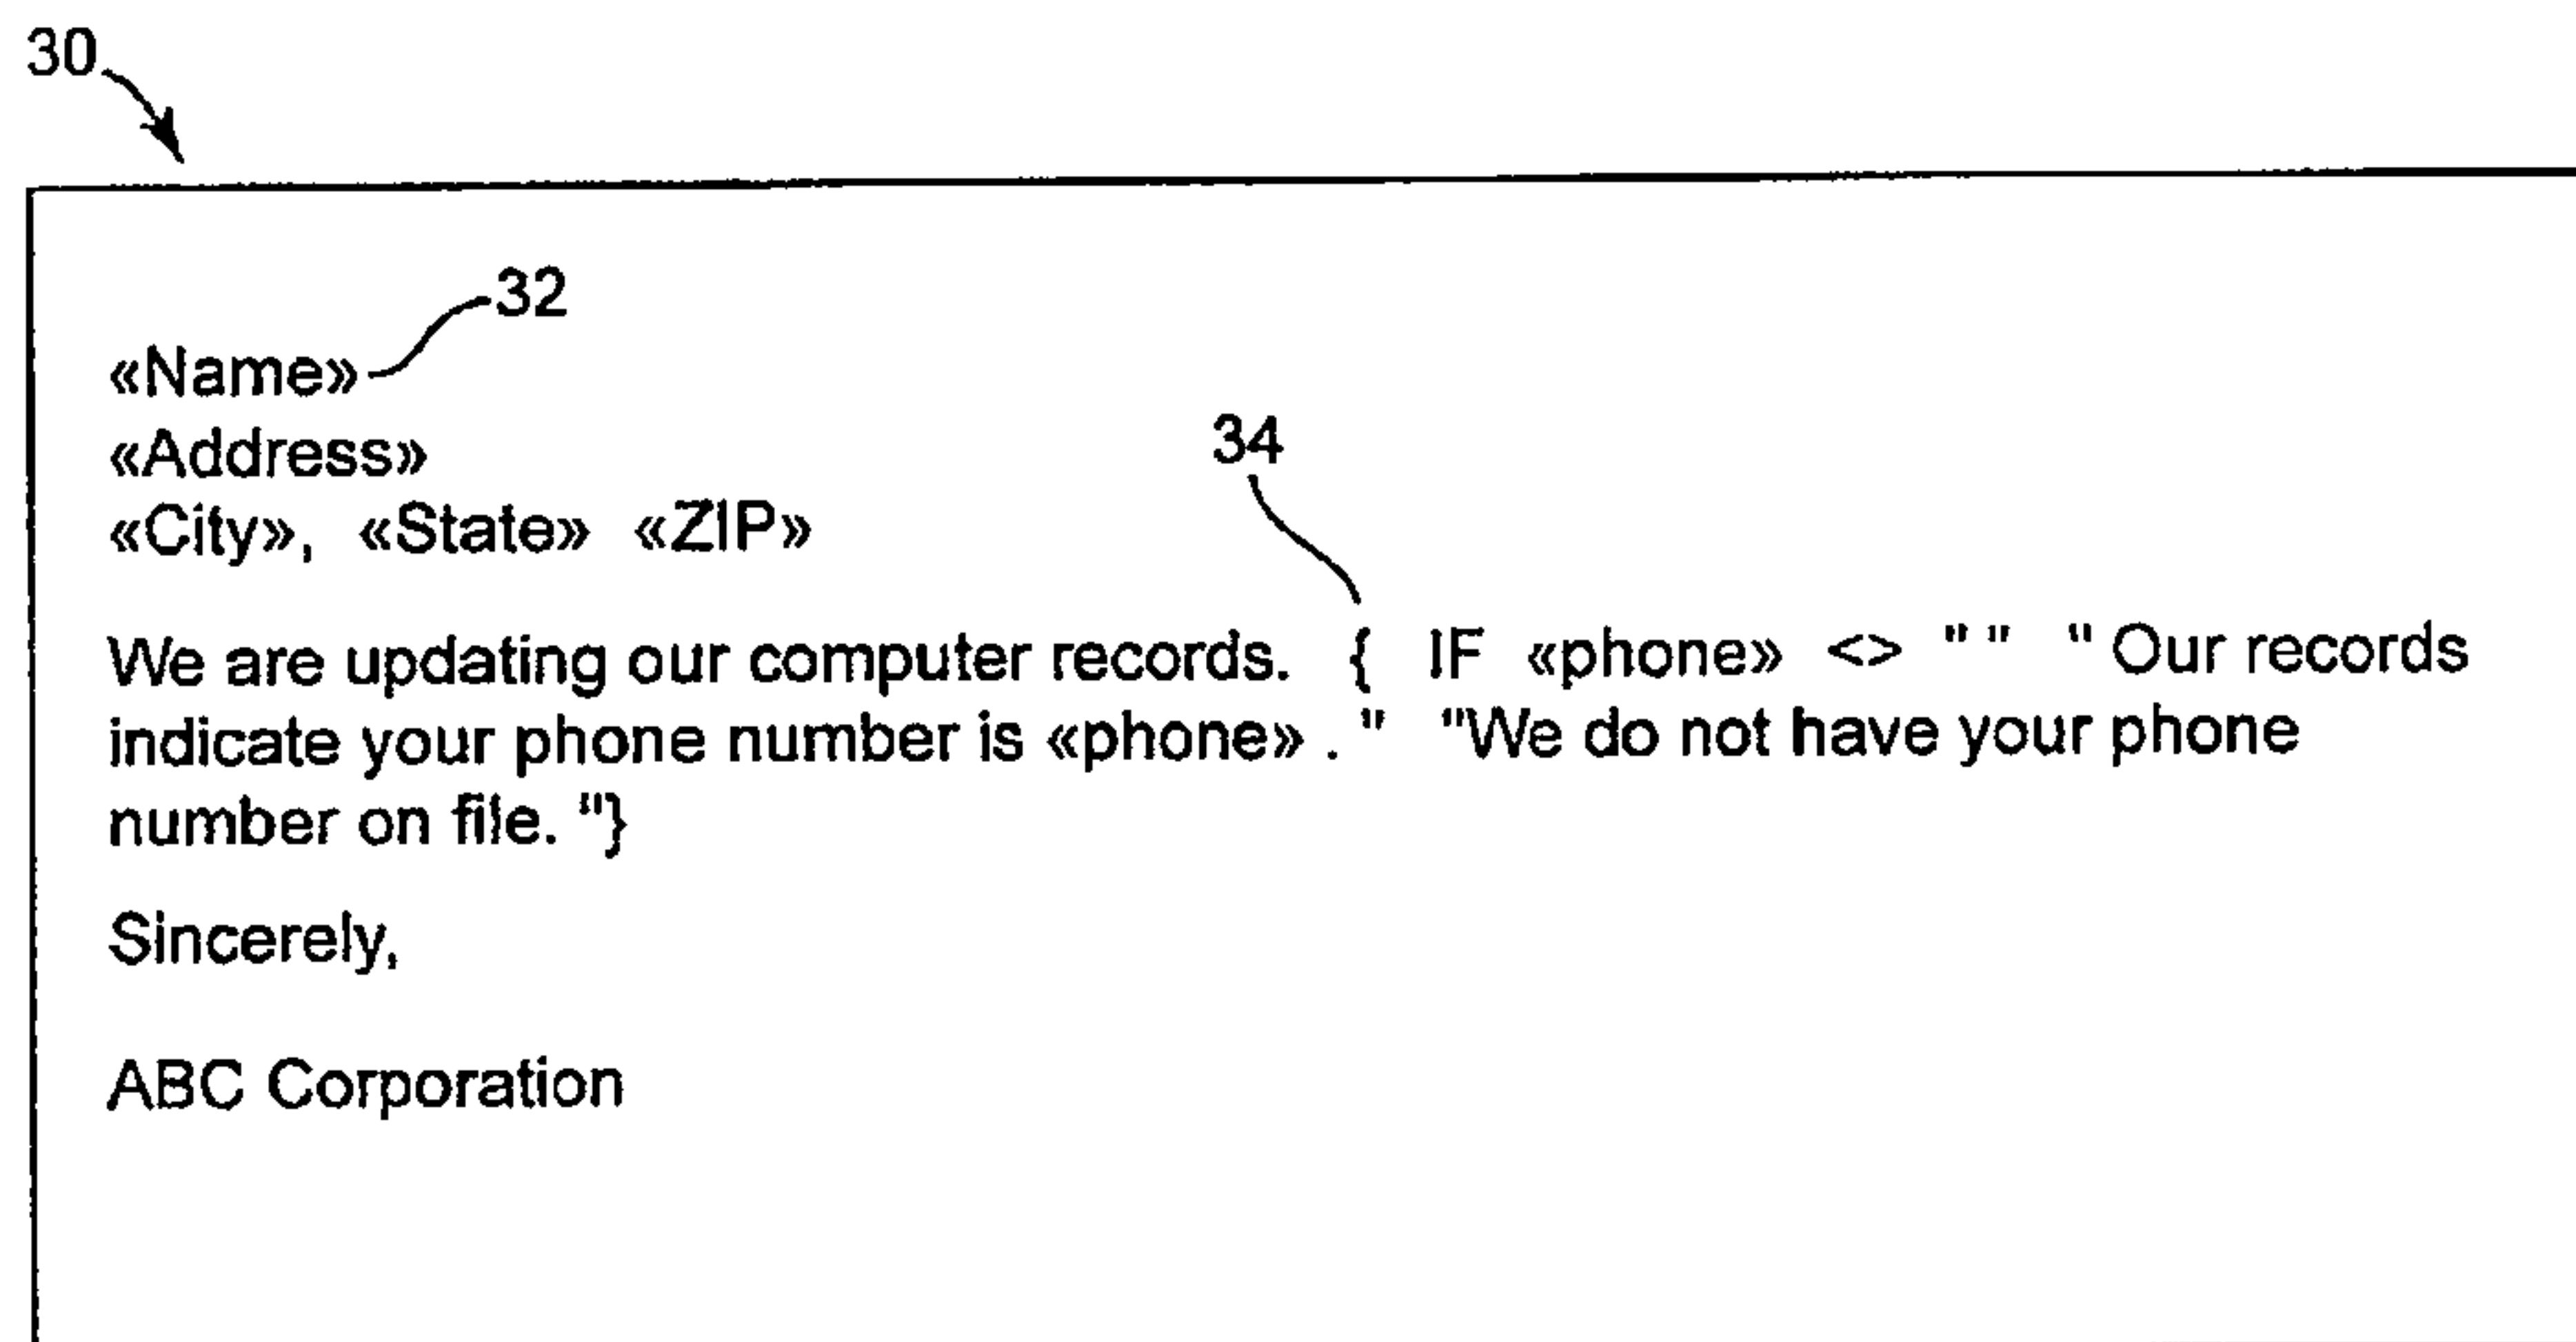 30
32
«Name»
«Address»
34
«City», «State» «ZIP»
We are updating our computer records. { IF «phone» <> " " " Our records
indicate your phone number is «phone» . " "We do not have your phone
number on file. "}
Sincerely,
ABC Corporation